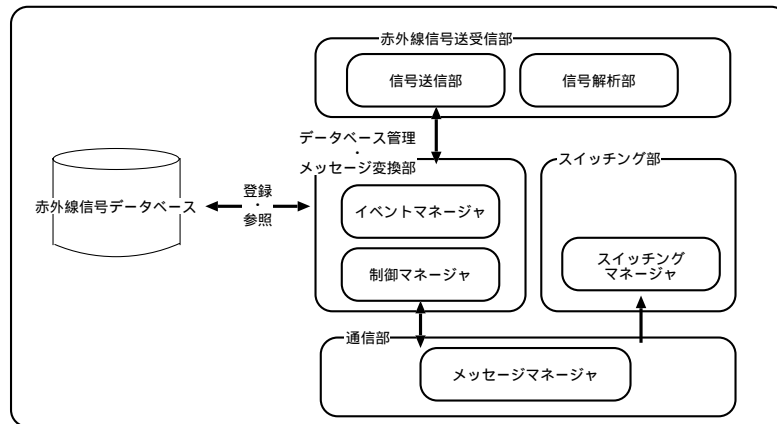 赤外線信号送受信部
信号送信部
信号解析部
データベース管理
・
メッセージ変換部
スイッチング部
赤外線信号データベース
登録
・
参照
イベントマネージャ
制御マネージャ
スイッチング
マネージャ
通信部
メッセージマネージャ